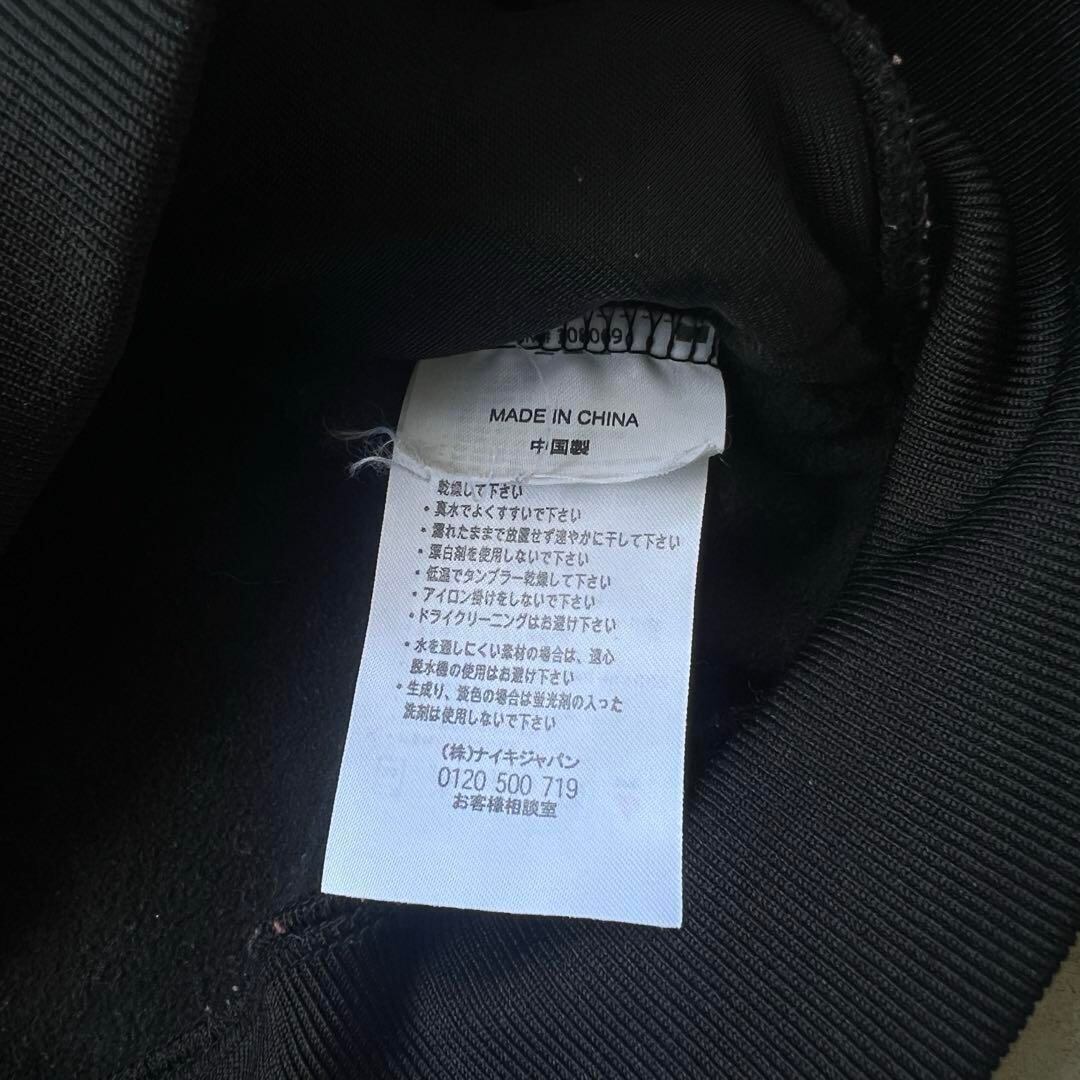 MADE IN CHINA
中国製
乾燥して下さい
・真水でよくすすいで下さい
・濡れたままで放置せず速やかに干して下さい
・漂白剤を使用しないで下さい
・低温でタンブラー乾燥して下さい
・アイロン掛けをしないで下さい
・ドライクリーニングはお避け下さい
・水を通しにくい素材の場合は、遠心
脱水機の使用はお避け下さい
・生成り、淡色の場合は蛍光剤の入った
洗剤は使用しないで下さい
(株)ナイキジャパン
0120 500 719
お客様相談室